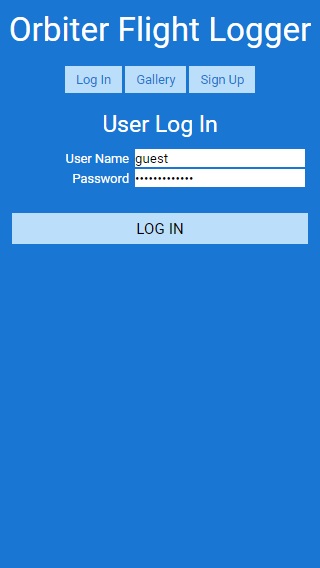 Orbiter Flight Logger
Log In Gallery Sign Up
User Log In
User Name guest
Password •••••••••••••
LOG IN